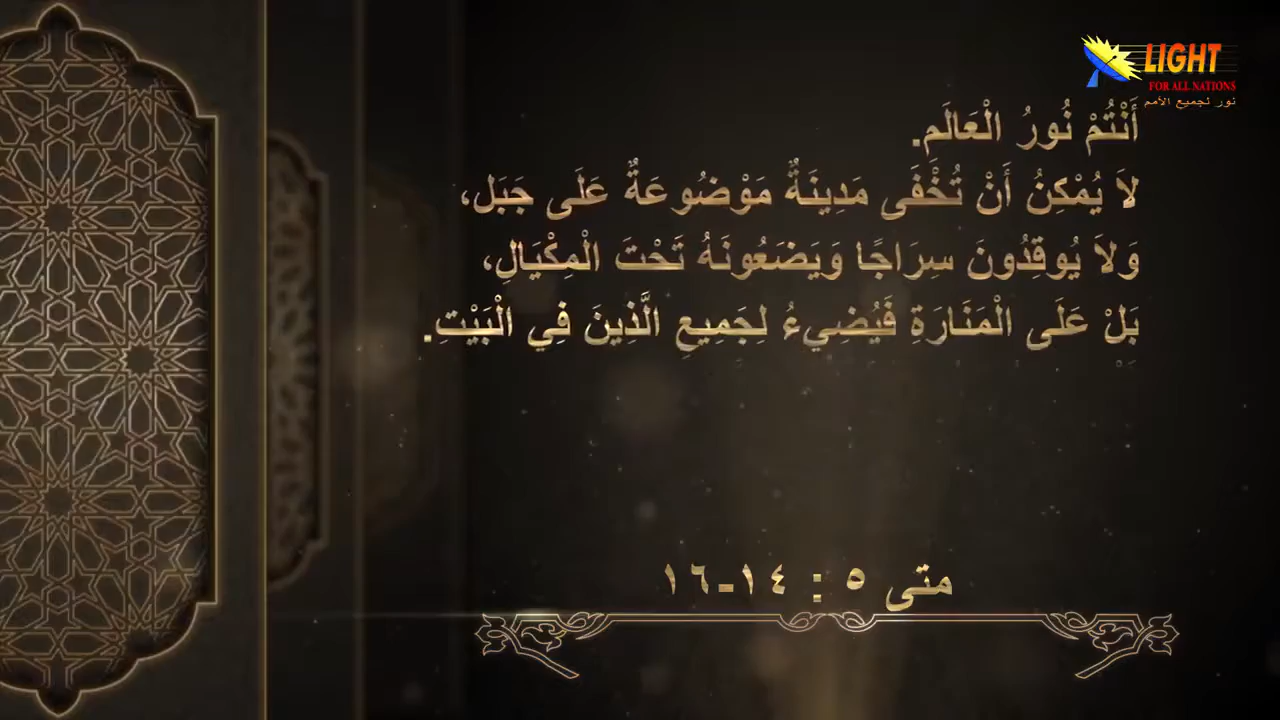 LIGHT
FOR ALL NATIONS
نور لجميع الأمم
أَنْتُمْ نُورُ الْعَالَمِ.
لاَ يُمْكِنُ أَنْ تُخْفَى مَدِينَةٌ مَوْضُوعَةٌ عَلَى جَبَل،
وَلاَ يُوقِدُونَ سِرَاجًا وَيَضَعُونَهُ تَحْتَ الْمِكْيَالِ،
بَلْ عَلَى الْمَنَارَةِ فَيُضِيءُ لِجَمِيعِ الَّذِينَ فِي الْبَيْتِ.
متى ٥ : ١٤-١٦